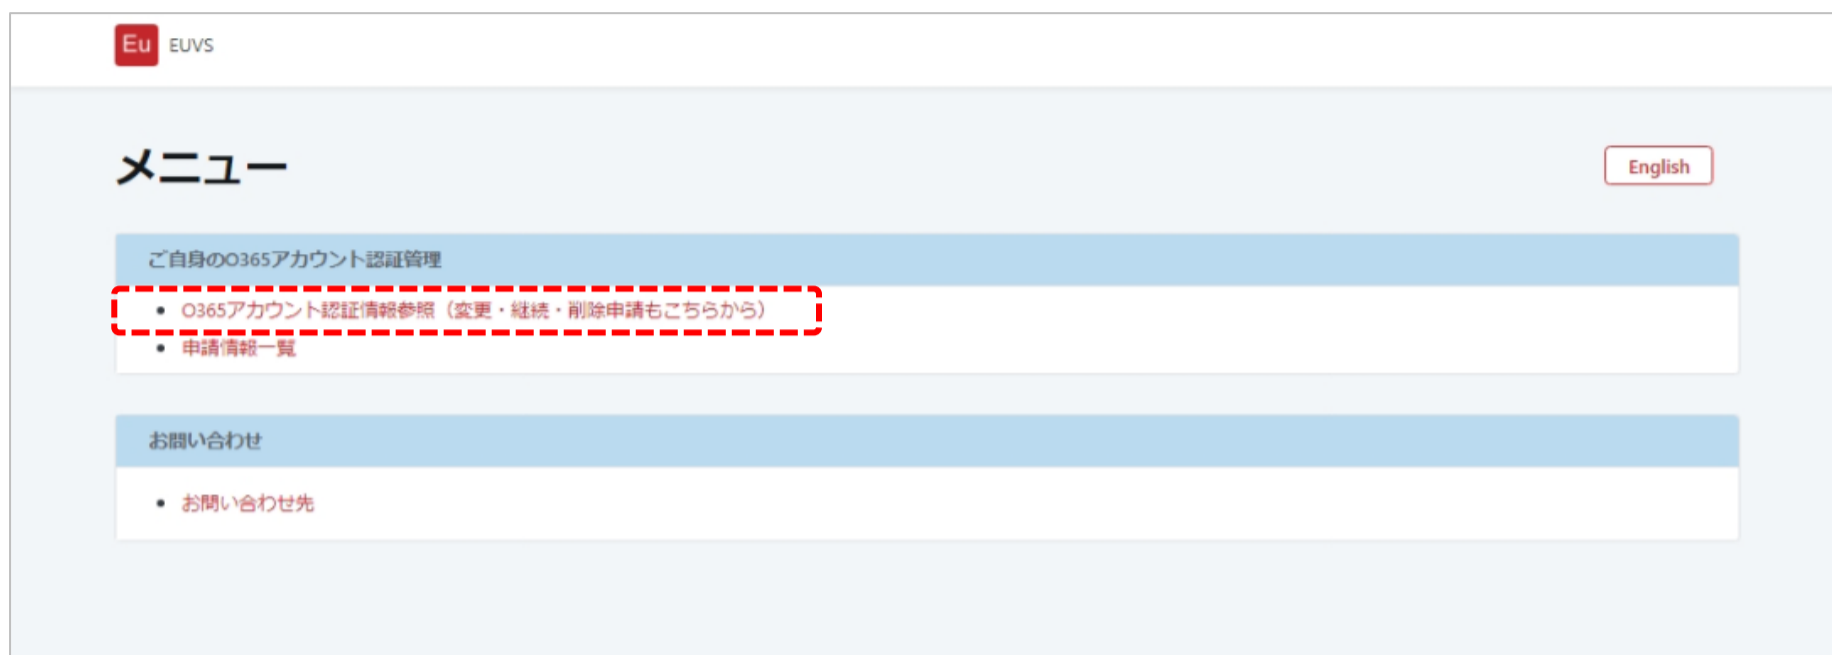 Eu EUVS
メニュー
English
ご自身のO365アカウント認証管理
• O365アカウント認証情報参照（変更・継続・削除申請もこちらから）
• 申請情報一覧
お問い合わせ
• お問い合わせ先